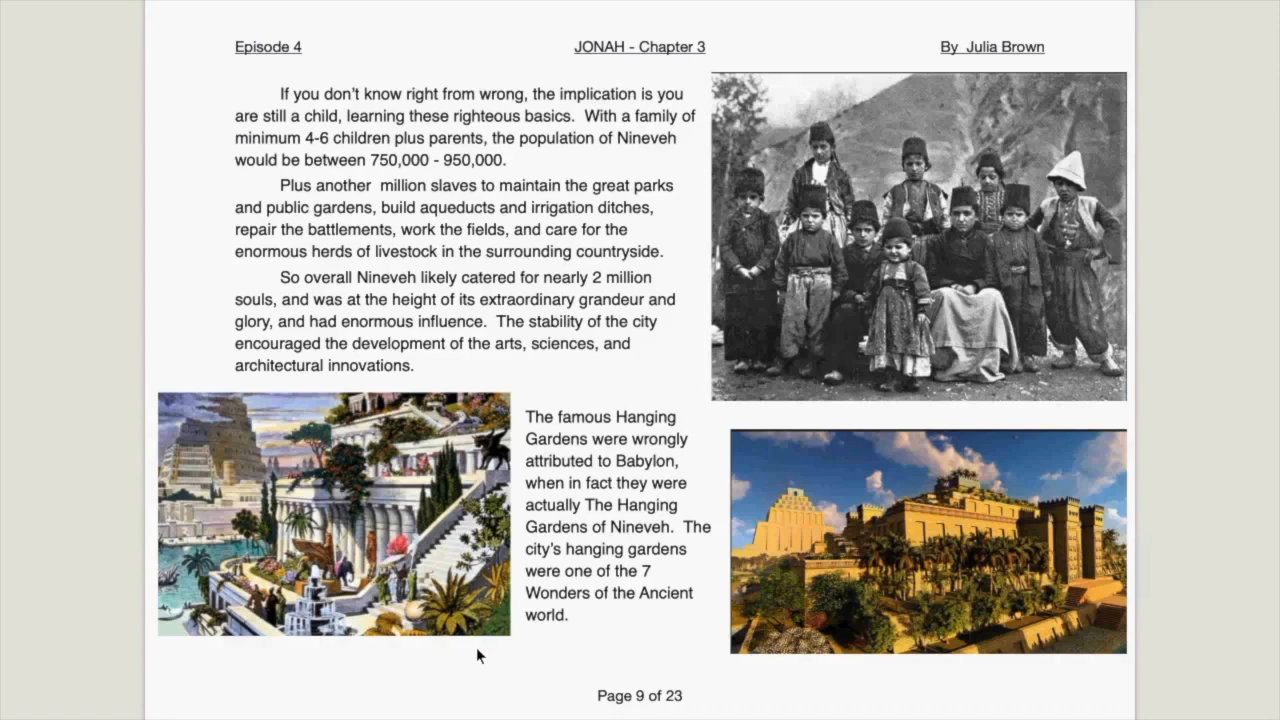 Episode 4
JONAH - Chapter 3
By  Julia Brown
If you don’t know right from wrong, the implication is you
are still a child, learning these righteous basics.  With a family of
minimum 4-6 children plus parents, the population of Nineveh
would be between 750,000 - 950,000.
Plus another  million slaves to maintain the great parks
and public gardens, build aqueducts and irrigation ditches,
repair the battlements, work the fields, and care for the
enormous herds of livestock in the surrounding countryside.
So overall Nineveh likely catered for nearly 2 million
souls, and was at the height of its extraordinary grandeur and
glory, and had enormous influence.  The stability of the city
encouraged the development of the arts, sciences, and
architectural innovations.
The famous Hanging
Gardens were wrongly
attributed to Babylon,
when in fact they were
actually The Hanging
Gardens of Nineveh.  The
city’s hanging gardens
were one of the 7
Wonders of the Ancient
world.
Page 9 of 23